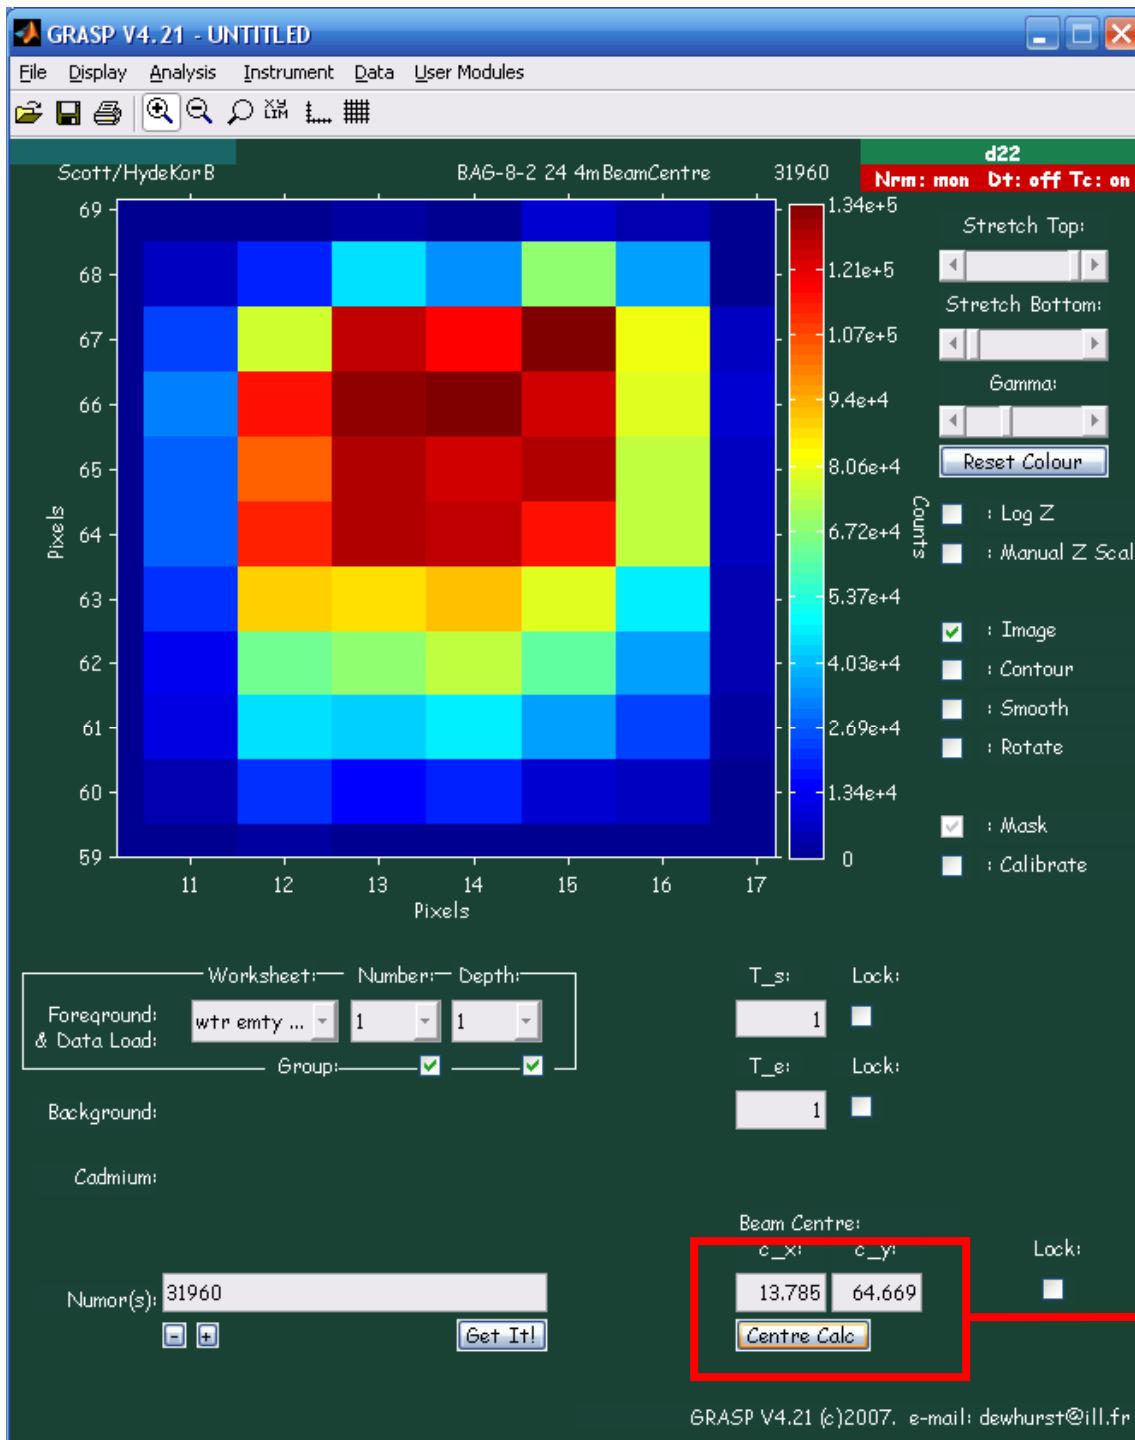 GRASP V4.21 - UNTITLED
File Display Analysis Instrument Data User Modules
XY LIM
d22
Scott/HydeKorB BAG-8-2 24 4mBeamCentre 31960
Nrm: mon Dt: off Tc: on
69
68
67
66
65
64
63
62
61
60
59
Pixels
11 12 13 14 15 16 17
Pixels
1.34e+5
1.21e+5
1.07e+5
9.4e+4
8.06e+4
6.72e+4
5.37e+4
4.03e+4
2.69e+4
1.34e+4
0
Counts
Stretch Top:
Stretch Bottom:
Gamma:
Reset Colour
: Log Z
: Manual Z Scal
: Image
: Contour
: Smooth
: Rotate
: Mask
: Calibrate
Worksheet: Number: Depth:
Foreground: & Data Load:
wtr emty ... 1 1
Group:
T_s: Lock:
1
T_e: Lock:
1
Background:
Cadmium:
Beam Centre:
c_x: c_y: Lock:
13.785 64.669
Numor(s): 31960
- + Get It!
Centre Calc
GRASP V4.21 (c)2007. e-mail: dewhurst@ill.fr